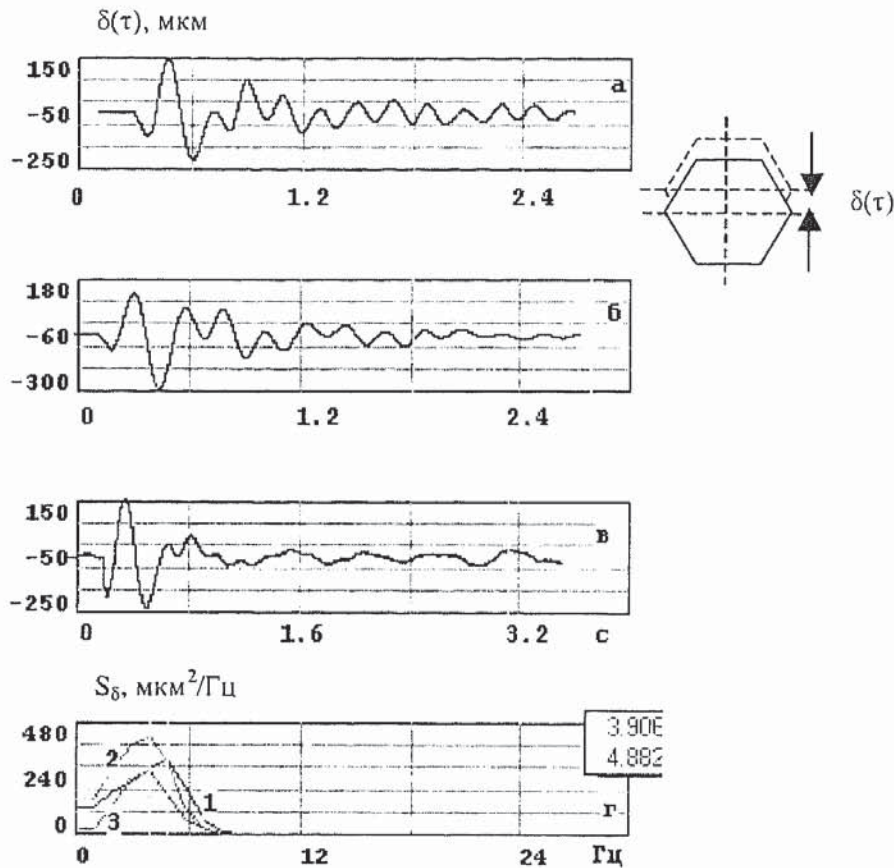 δ(τ), мкм
150
-50
-250
а
0 1.2 2.4
δ(τ)
180
-60
-300
б
0 1.2 2.4
150
-50
-250
в
0 1.6 3.2 с
S_δ, мкм²/Гц
480
240
0
2
1
3
г
3.906
4.882
0 12 24 Гц